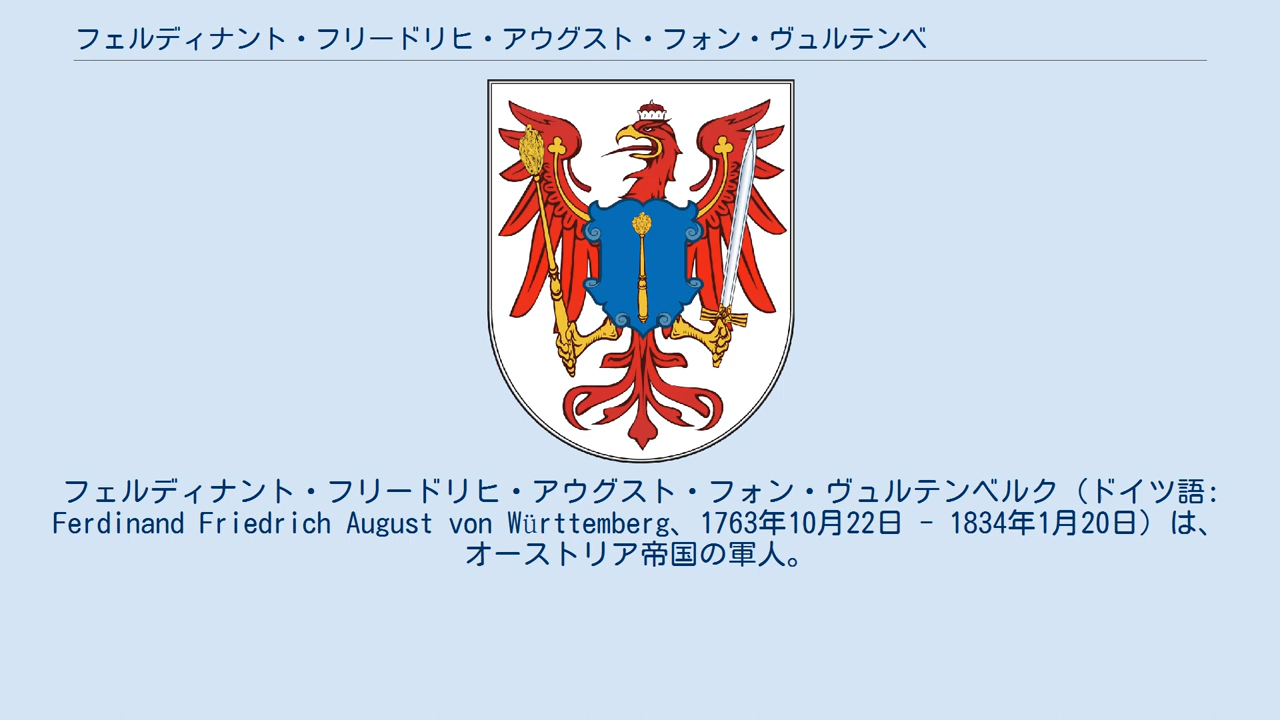 フェルディナント・フリードリヒ・アウグスト・フォン・ヴュルテンベ
フェルディナント・フリードリヒ・アウグスト・フォン・ヴュルテンベルク（ドイツ語:
Ferdinand Friedrich August von Württemberg、1763年10月22日 - 1834年1月20日）は、
オーストリア帝国の軍人。